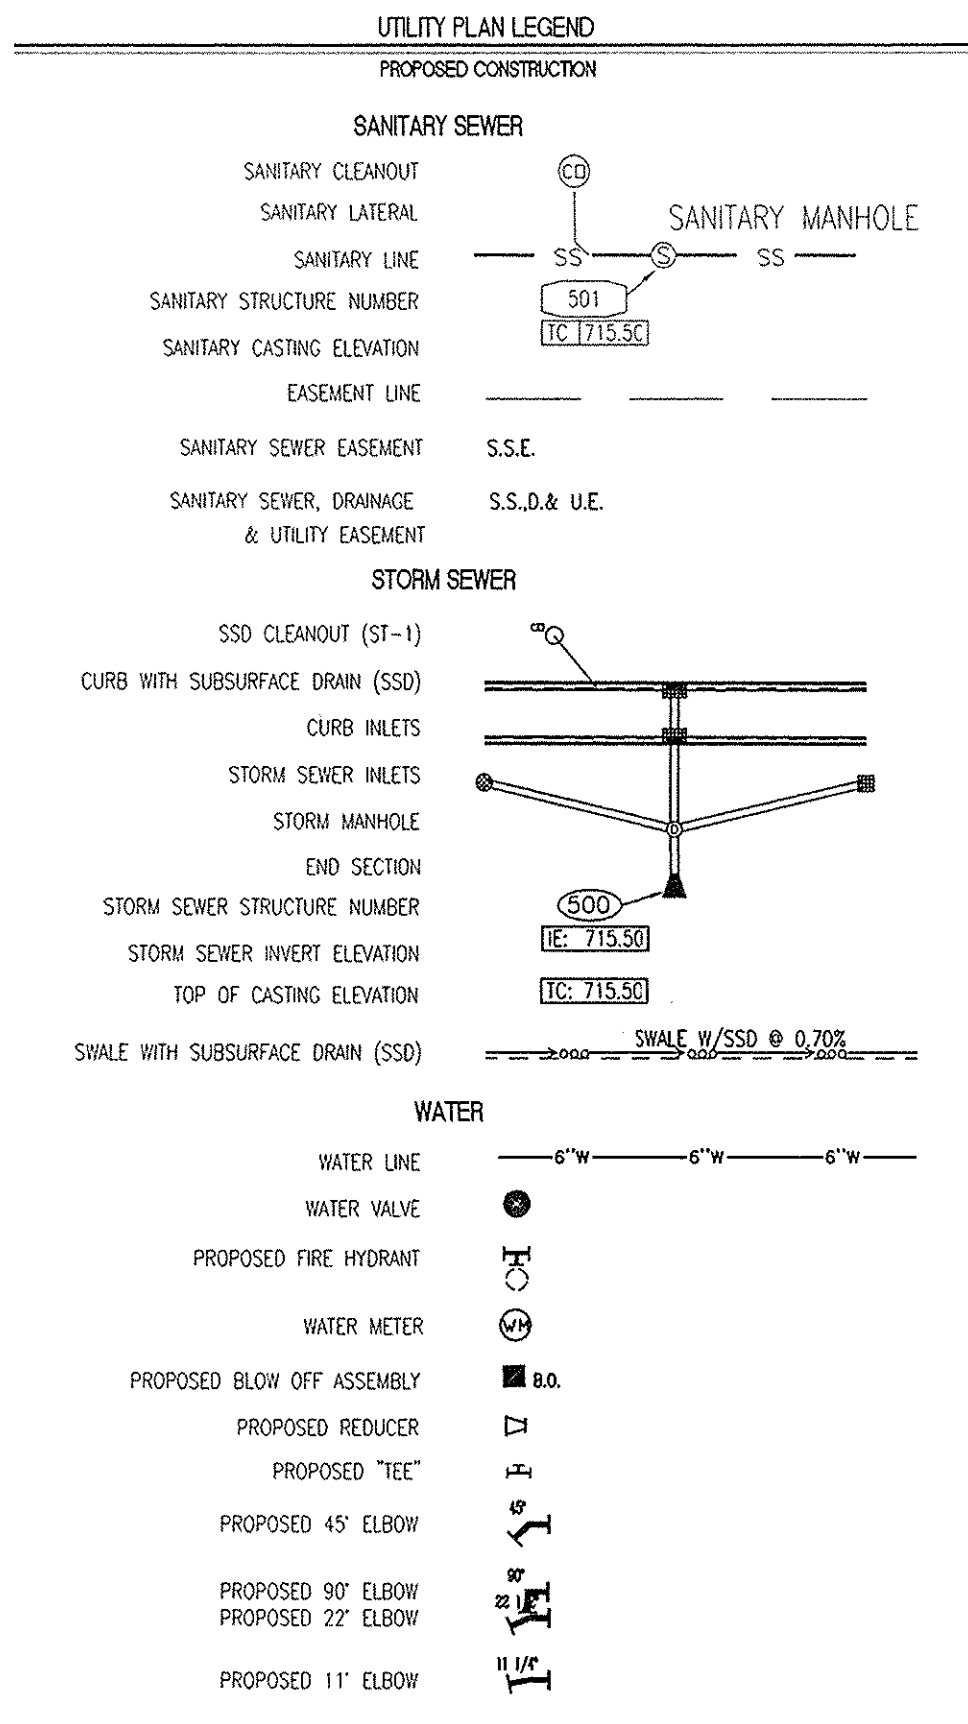 UTILITY PLAN LEGEND
PROPOSED CONSTRUCTION
SANITARY SEWER
SANITARY CLEANOUT CO
SANITARY LATERAL SANITARY MANHOLE
SANITARY LINE SS S SS
SANITARY STRUCTURE NUMBER 501
SANITARY CASTING ELEVATION TC 715.50
EASEMENT LINE
SANITARY SEWER EASEMENT S.S.E.
SANITARY SEWER, DRAINAGE S.S.,D.& U.E.
& UTILITY EASEMENT
STORM SEWER
SSD CLEANOUT (ST-1) CO
CURB WITH SUBSURFACE DRAIN (SSD)
CURB INLETS
STORM SEWER INLETS
STORM MANHOLE D
END SECTION
STORM SEWER STRUCTURE NUMBER 500
STORM SEWER INVERT ELEVATION IE: 715.50
TOP OF CASTING ELEVATION TC: 715.50
SWALE WITH SUBSURFACE DRAIN (SSD) SWALE W/SSD @ 0.70%
WATER
WATER LINE 6"W 6"W 6"W
WATER VALVE
PROPOSED FIRE HYDRANT
WATER METER WM
PROPOSED BLOW OFF ASSEMBLY B.O.
PROPOSED REDUCER
PROPOSED "TEE"
PROPOSED 45° ELBOW 45°
PROPOSED 90° ELBOW 90°
PROPOSED 22° ELBOW 22
PROPOSED 11° ELBOW 11 1/4°